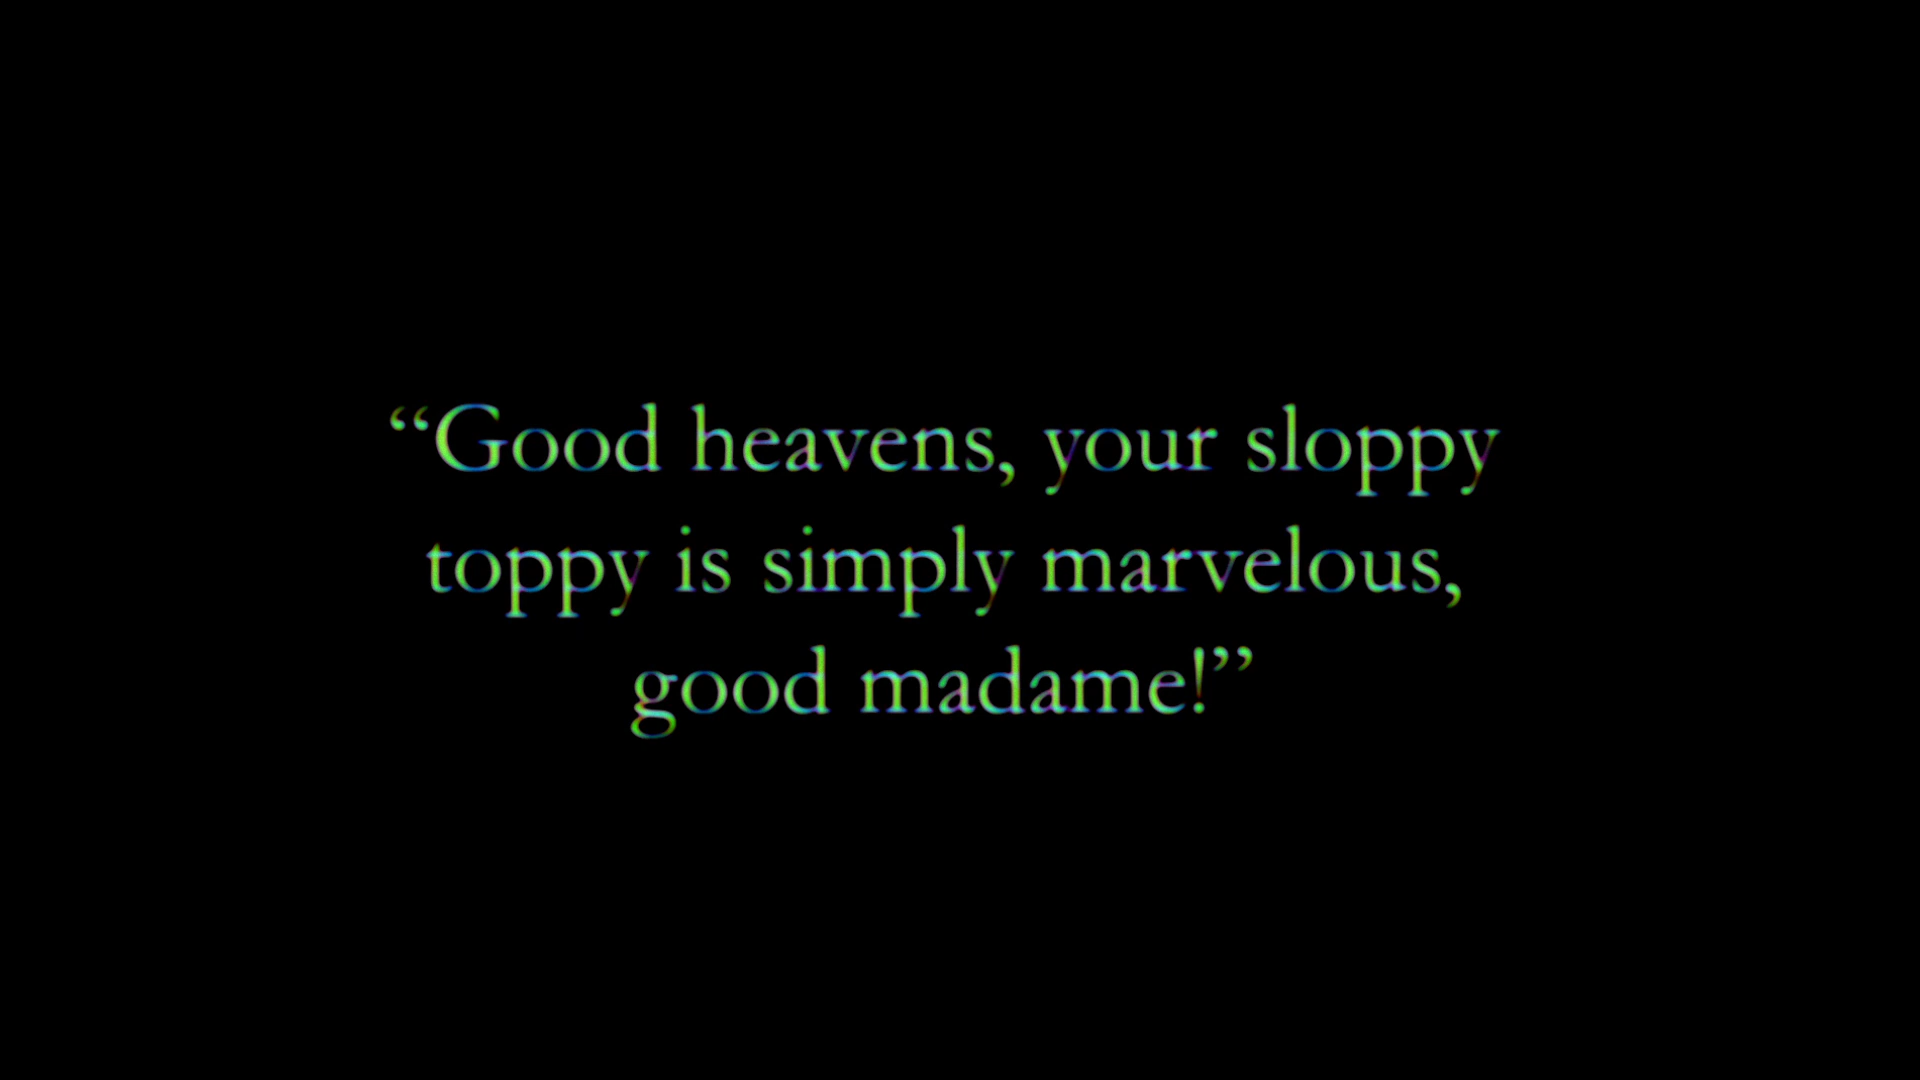 “Good heavens, your sloppy
toppy is simply marvelous,
good madame!”